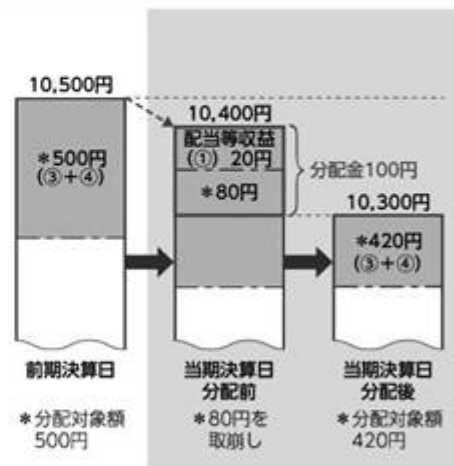 10,500円
＊500円
(③+④)
前期決算日
＊分配対象額
500円
10,400円
配当等収益
(①) 20円
＊80円
分配金100円
当期決算日
分配前
＊80円を
取崩し
10,300円
＊420円
(③+④)
当期決算日
分配後
＊分配対象額
420円